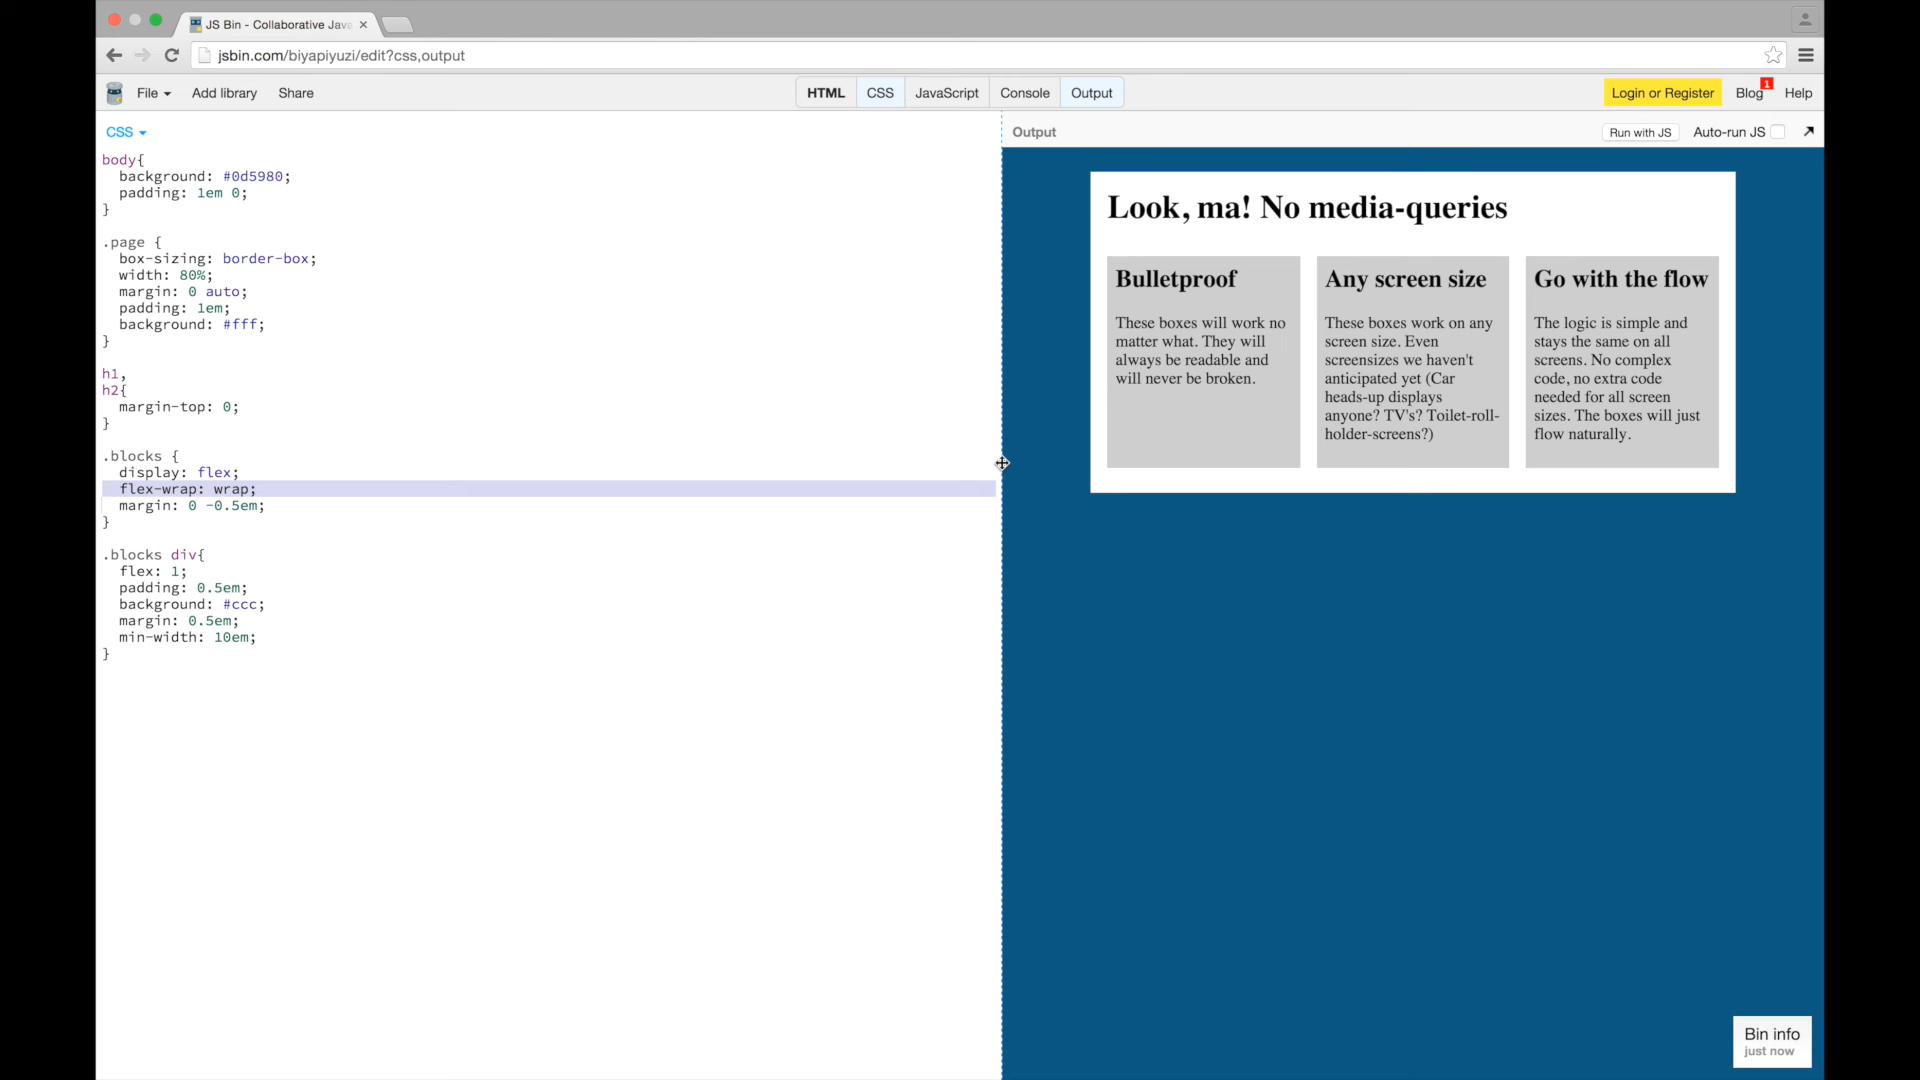 JS Bin - Collaborative Java
jsbin.com/biyapiyuzi/edit?css,output
File Add library Share HTML CSS JavaScript Console Output Login or Register Blog 1 Help
CSS
body{
background: #0d5980;
padding: 1em 0;
}
.page {
box-sizing: border-box;
width: 80%;
margin: 0 auto;
padding: 1em;
background: #fff;
}
h1,
h2{
margin-top: 0;
}
.blocks {
display: flex;
flex-wrap: wrap;
margin: 0 -0.5em;
}
.blocks div{
flex: 1;
padding: 0.5em;
background: #ccc;
margin: 0.5em;
min-width: 10em;
}
Output Run with JS Auto-run JS
Look, ma! No media-queries
Bulletproof
These boxes will work no
matter what. They will
always be readable and
will never be broken.
Any screen size
These boxes work on any
screen size. Even
screensizes we haven't
anticipated yet (Car
heads-up displays
anyone? TV's? Toilet-roll-
holder-screens?)
Go with the flow
The logic is simple and
stays the same on all
screens. No complex
code, no extra code
needed for all screen
sizes. The boxes will just
flow naturally.
Bin info
just now